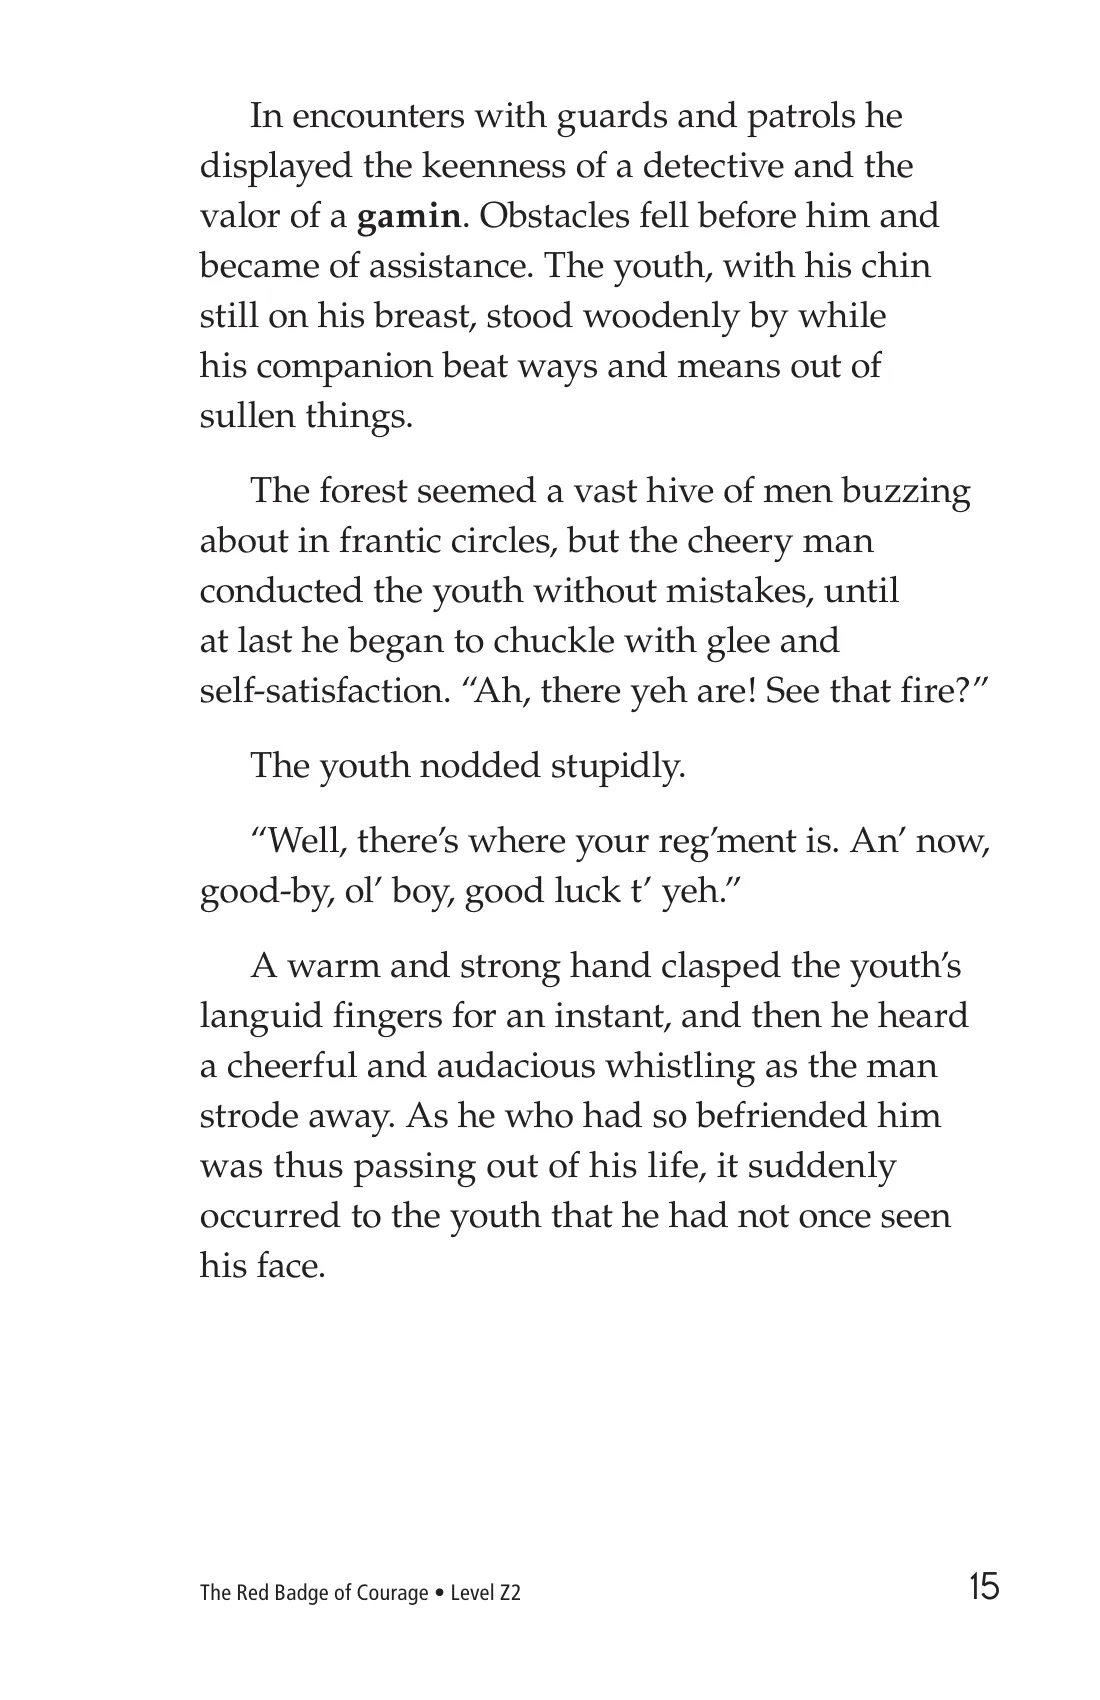 In encounters with guards and patrols he
displayed the keenness of a detective and the
valor of a gamin. Obstacles fell before him and
became of assistance. The youth, with his chin
still on his breast, stood woodenly by while
his companion beat ways and means out of
sullen things.
The forest seemed a vast hive of men buzzing
about in frantic circles, but the cheery man
conducted the youth without mistakes, until
at last he began to chuckle with glee and
self-satisfaction. “Ah, there yeh are! See that fire?”
The youth nodded stupidly.
“Well, there’s where your reg’ment is. An’ now,
good-by, ol’ boy, good luck t’ yeh.”
A warm and strong hand clasped the youth’s
languid fingers for an instant, and then he heard
a cheerful and audacious whistling as the man
strode away. As he who had so befriended him
was thus passing out of his life, it suddenly
occurred to the youth that he had not once seen
his face.
The Red Badge of Courage • Level Z2
15